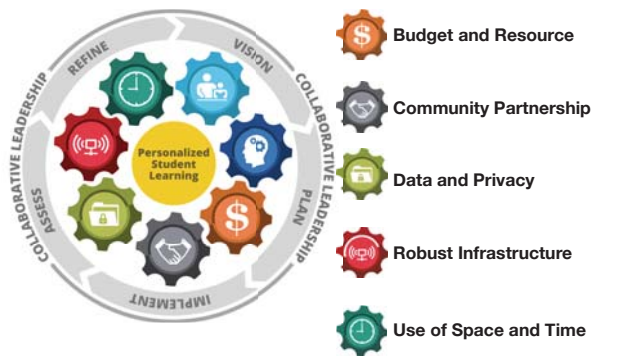 COLLABORATIVE LEADERSHIP
COLLABORATIVE LEADERSHIP
REFINE
VISION
PLAN
IMPLEMENT
ASSESS
Personalized
Student
Learning
$
$
Budget and Resource
Community Partnership
Data and Privacy
Robust Infrastructure
Use of Space and Time